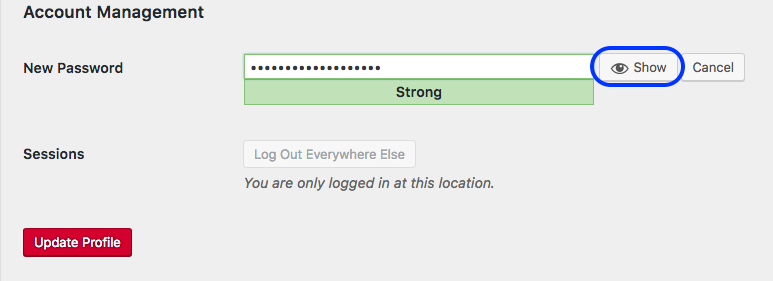 Account Management
New Password ••••••••••••••••••• Show Cancel
Strong
Sessions Log Out Everywhere Else
You are only logged in at this location.
Update Profile